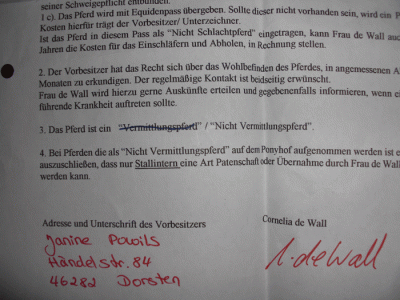 seiner Schweigepflicht entbunden.
1 c). Das Pferd wird mit Equidenpass übergeben. Sollte dieser nicht vorhanden sein, wird ein P
Kosten hierfür trägt der Vorbesitzer/ Unterzeichner.
Ist das Pferd in diesem Pass als "Nicht Schlachtpferd" eingetragen, kann Frau de Wall auc
Jahren die Kosten für das Einschläfern und Abholen, in Rechnung stellen.
2. Der Vorbesitzer hat das Recht sich über das Wohlbefinden des Pferdes, in angemessenen A
Monaten zu erkundigen. Der regelmäßige Kontakt ist beidseitig erwünscht.
Frau de Wall wird hierzu gerne Auskünfte erteilen und gegebenenfalls informieren, wenn e
führende Krankheit auftreten sollte.
3. Das Pferd ist ein "Vermittlungspferd" / "Nicht Vermittlungspferd".
4. Bei Pferden die als "Nicht Vermittlungspferd" auf dem Ponyhof aufgenommen werden ist e
auszuschließen, dass nur Stallintern eine Art Patenschaft oder Übernahme durch Frau de Wal
werden kann.
Adresse und Unterschrift des Vorbesitzers
Cornelia de Wall
Janine Powils
Händelstr. 84
46282 Dorsten
C. de Wall